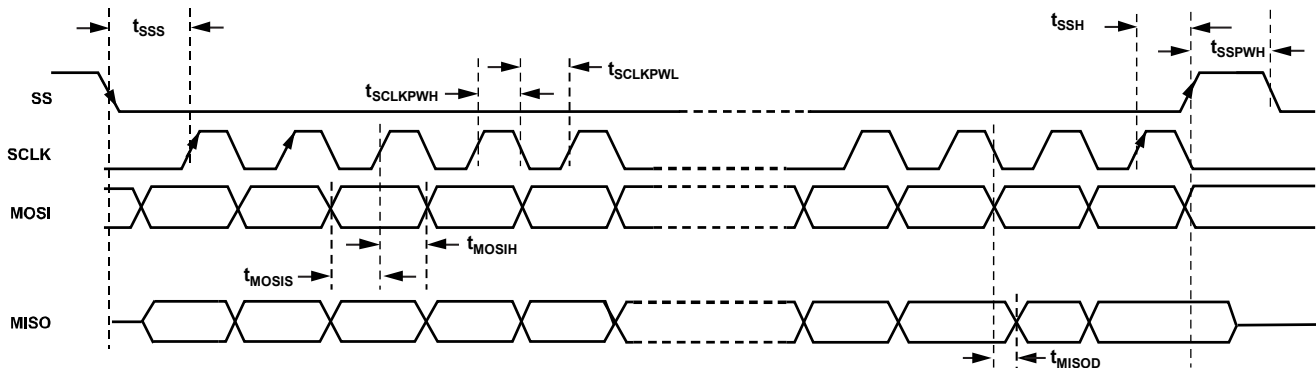 tSSS
tSSH
tSSPWH
tSCLKPWL
tSCLKPWH
SS
SCLK
MOSI
tMOSIH
tMOSIS
MISO
tMISOD